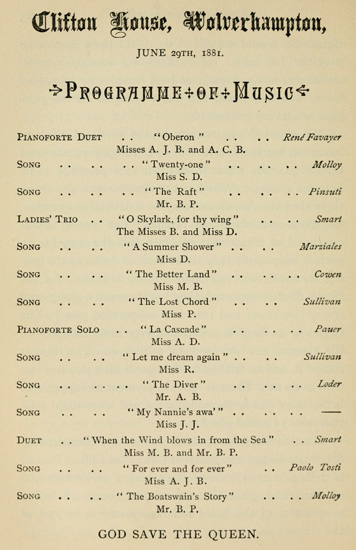 Clifton House, Wolverhampton,
JUNE 29TH, 1881.
PROGRAMME OF MUSIC
PIANOFORTE DUET . . "Oberon" . . . . René Favayer
Misses A. J. B. and A. C. B.
SONG . . . . . . "Twenty-one" . . . . . . Molloy
Miss S. D.
SONG . . . . . . "The Raft" . . . . . . Pinsuti
Mr. B. P.
LADIES' TRIO . . "O Skylark, for thy wing" . . . . Smart
The Misses B. and Miss D.
SONG . . . . . . "A Summer Shower" . . . . Marziales
Miss D.
SONG . . . . . . "The Better Land" . . . . . . Cowen
Miss M. B.
SONG . . . . . . "The Lost Chord" . . . . . . Sullivan
Miss P.
PIANOFORTE SOLO . . "La Cascade" . . . . . . Pauer
Miss A. D.
SONG . . . . "Let me dream again" . . . . Sullivan
Miss R.
SONG . . . . . . "The Diver" . . . . . . Loder
Mr. A. B.
SONG . . . . "My Nannie's awa'" . . . . . . —
Miss J. J.
DUET . . "When the Wind blows in from the Sea" . . Smart
Miss M. B. and Mr. B. P.
SONG . . . . "For ever and for ever" . . Paolo Tosti
Miss A. J. B.
SONG . . . . "The Boatswain's Story" . . . . Molloy
Mr. B. P.
GOD SAVE THE QUEEN.